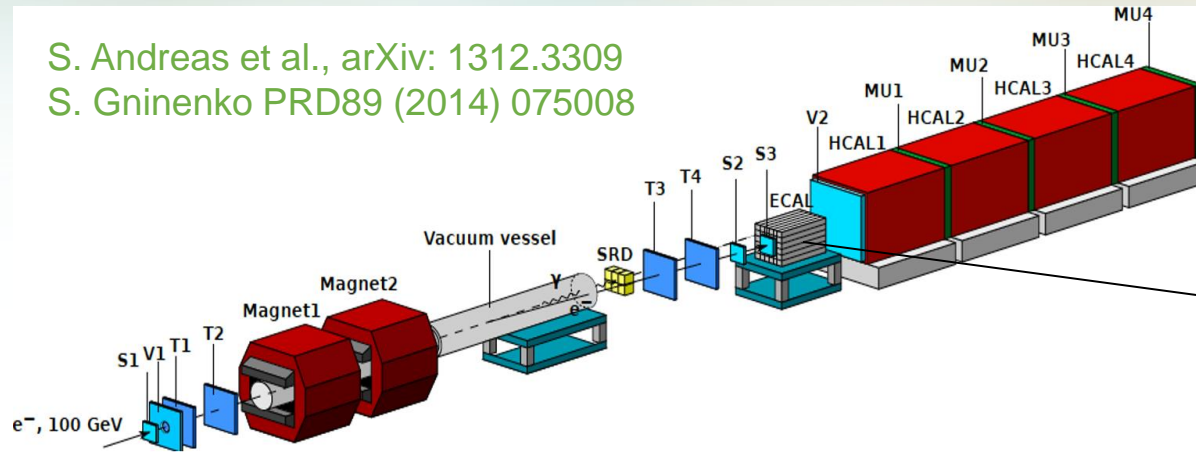 S. Andreas et al., arXiv: 1312.3309
S. Gninenko PRD89 (2014) 075008
MU4
MU3
HCAL4
MU2
HCAL3
MU1
HCAL2
V2
HCAL1
S3
S2
ECAL
T4
T3
Vacuum vessel
SRD
γ
e⁻
Magnet2
Magnet1
T2
T1
V1
S1
e⁻, 100 GeV